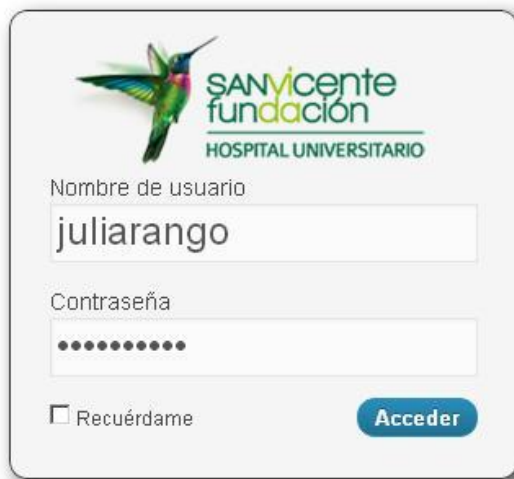 SANVicente
fundación
HOSPITAL UNIVERSITARIO
Nombre de usuario
juliarango
Contraseña
••••••••••
Recuérdame
Acceder